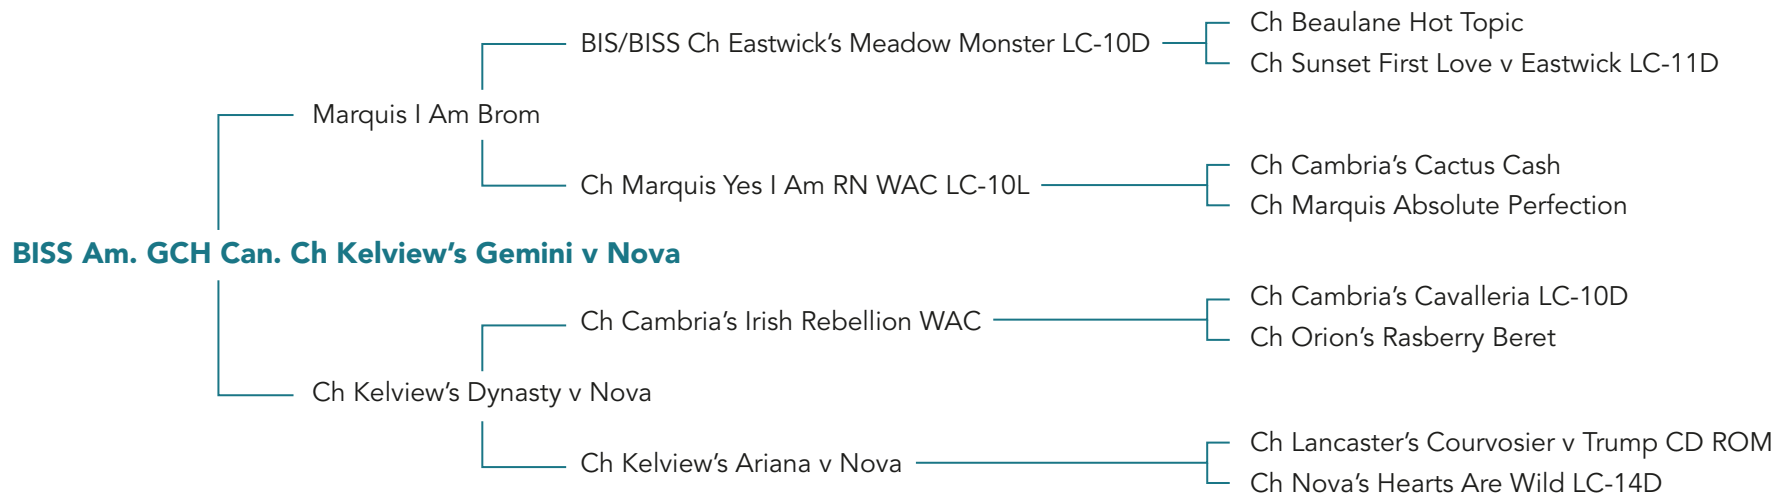 Ch Beaulane Hot Topic
BIS/BISS Ch Eastwick’s Meadow Monster LC-10D
Ch Sunset First Love v Eastwick LC-11D
Marquis I Am Brom
Ch Cambria’s Cactus Cash
Ch Marquis Yes I Am RN WAC LC-10L
Ch Marquis Absolute Perfection
BISS Am. GCH Can. Ch Kelview’s Gemini v Nova
Ch Cambria’s Cavalleria LC-10D
Ch Cambria’s Irish Rebellion WAC
Ch Orion’s Rasberry Beret
Ch Kelview’s Dynasty v Nova
Ch Lancaster’s Courvosier v Trump CD ROM
Ch Kelview’s Ariana v Nova
Ch Nova’s Hearts Are Wild LC-14D